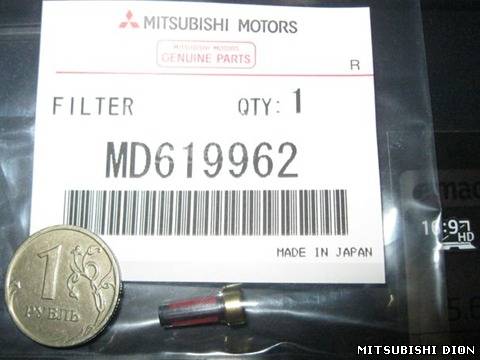 MITSUBISHI MOTORS
MITSUBISHI MOTORS
GENUINE PARTS
R
FILTER QTY: 1
MD619962
MADE IN JAPAN
1
РУБЛЬ
16:9
HD
MITSUBISHI DION